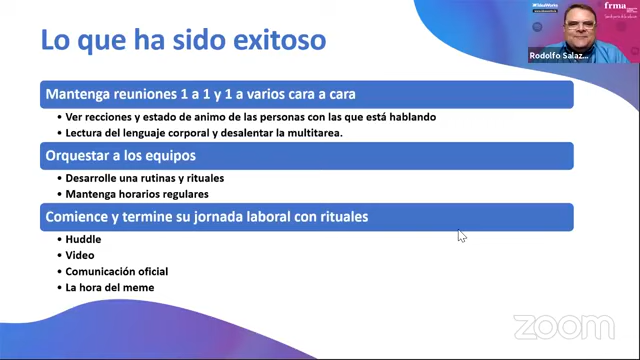 Lo que ha sido exitoso
Mantenga reuniones 1 a 1 y 1 a varios cara a cara
• Ver recciones y estado de animo de las personas con las que está hablando
• Lectura del lenguaje corporal y desalentar la multitarea.
Orquestar a los equipos
• Desarrolle una rutinas y rituales
• Mantenga horarios regulares
Comience y termine su jornada laboral con rituales
• Huddle
• Video
• Comunicación oficial
• La hora del meme
frma
Rodolfo Salaz...
zoom